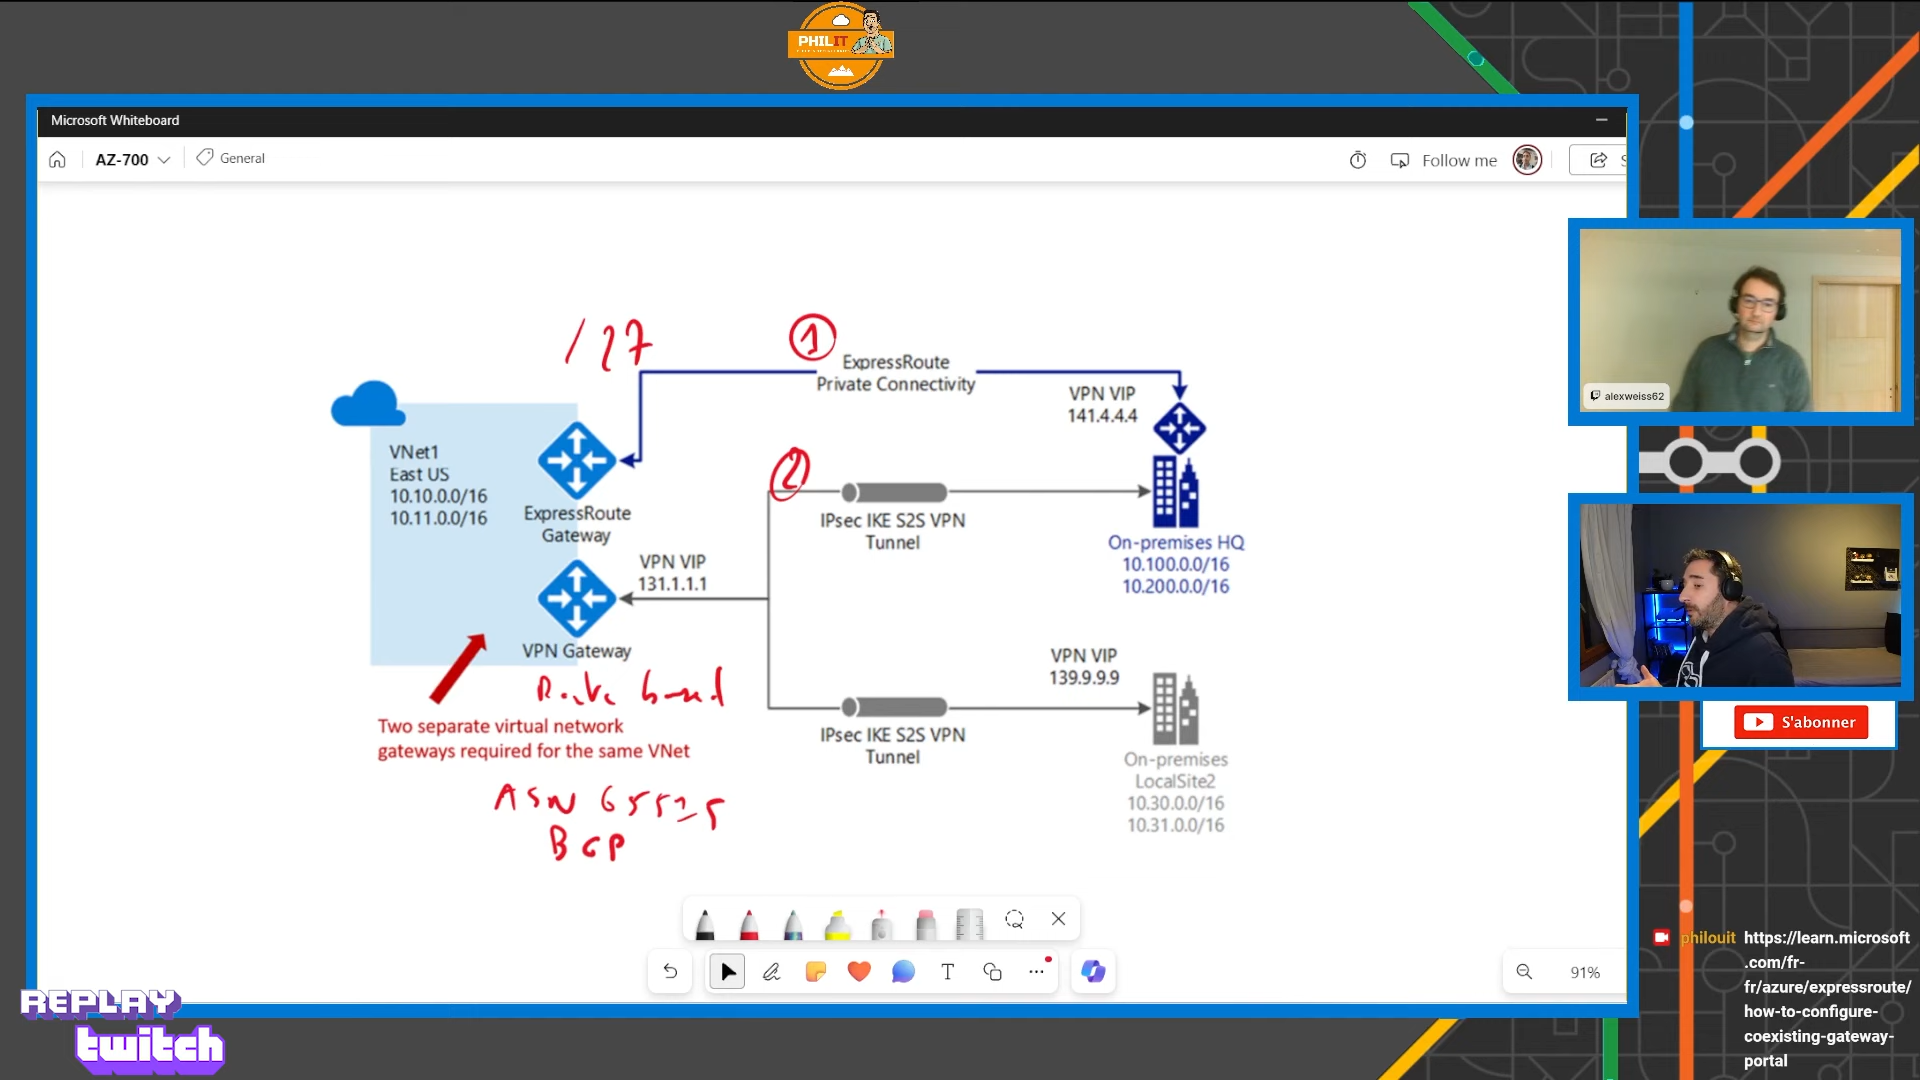 PHILIT
Microsoft Whiteboard
AZ-700
General
Follow me
/27
1
ExpressRoute
Private Connectivity
VPN VIP
141.4.4.4
VNet1
East US
10.10.0.0/16
10.11.0.0/16
ExpressRoute
Gateway
2
IPsec IKE S2S VPN
Tunnel
On-premises HQ
10.100.0.0/16
10.200.0.0/16
VPN VIP
131.1.1.1
VPN Gateway
Route based
Two separate virtual network
gateways required for the same VNet
VPN VIP
139.9.9.9
IPsec IKE S2S VPN
Tunnel
On-premises
LocalSite2
10.30.0.0/16
10.31.0.0/16
ASN 65525
BGP
91%
alexweiss62
S'abonner
philouit https://learn.microsoft
.com/fr-
fr/azure/expressroute/
how-to-configure-
coexisting-gateway-
portal
REPLAY
twitch